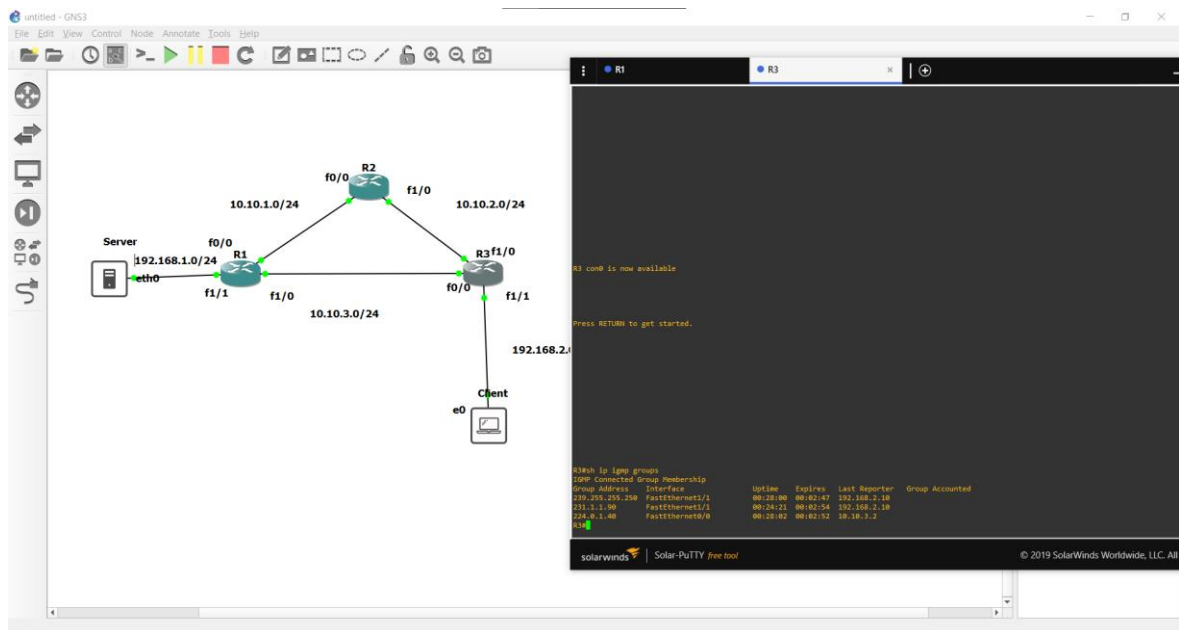 untitled - GNS3
File Edit View Control Node Annotate Tools Help
R1
R3
R2
f0/0
f1/0
10.10.1.0/24
10.10.2.0/24
Server
f0/0
192.168.1.0/24
R1
R3
f1/0
eth0
f0/0
f1/1
f1/0
f1/1
10.10.3.0/24
192.168.2.
Client
e0
R3 con0 is now available
Press RETURN to get started.
R3#sh ip igmp groups
IGMP Connected Group Membership
Group Address Interface Uptime Expires Last Reporter Group Accounted
239.255.255.250 FastEthernet1/1 00:28:00 00:02:47 192.168.2.10
231.1.1.90 FastEthernet1/1 00:24:21 00:02:54 192.168.2.10
224.0.1.40 FastEthernet0/0 00:28:02 00:02:52 10.10.3.2
R3#
solarwinds Solar-PuTTY free tool © 2019 SolarWinds Worldwide, LLC. All